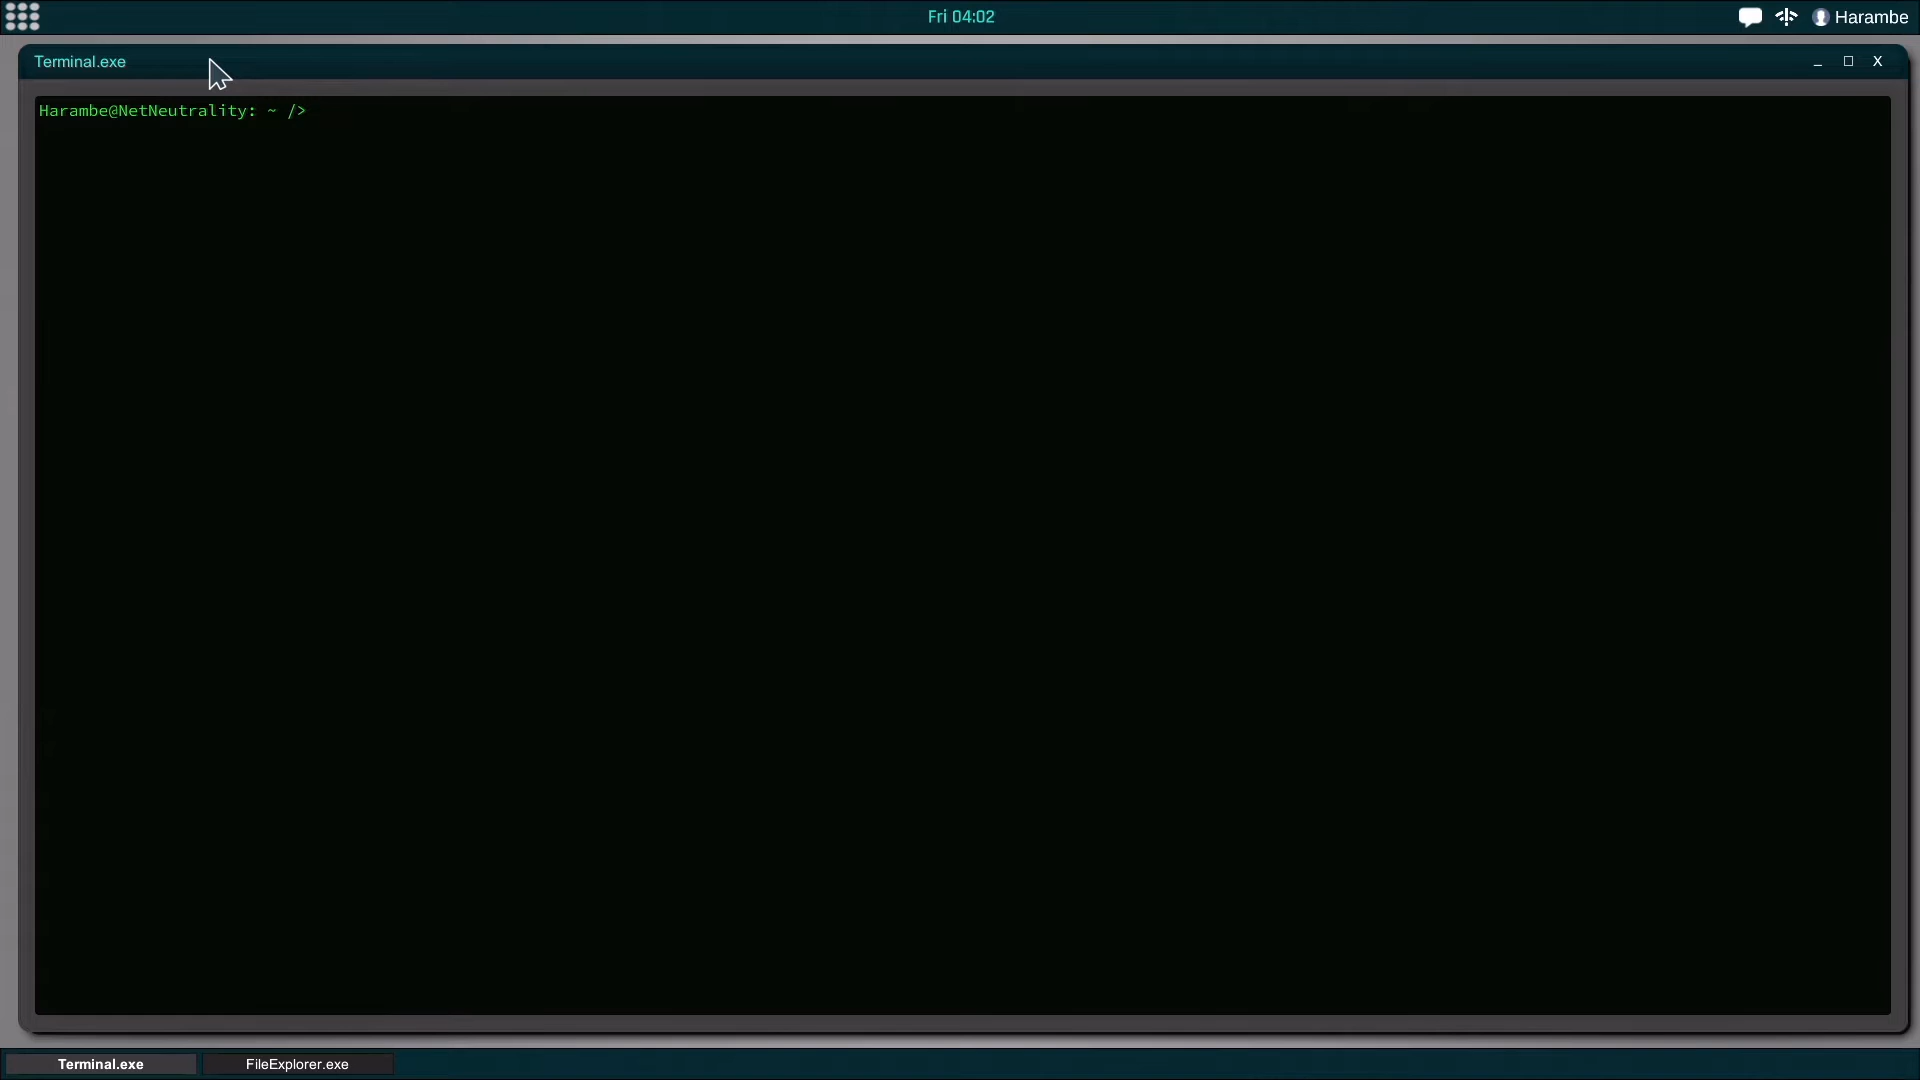 Fri 04:02
Harambe
Terminal.exe
_ □ X
Harambe@NetNeutrality: ~ />
Terminal.exe
FileExplorer.exe